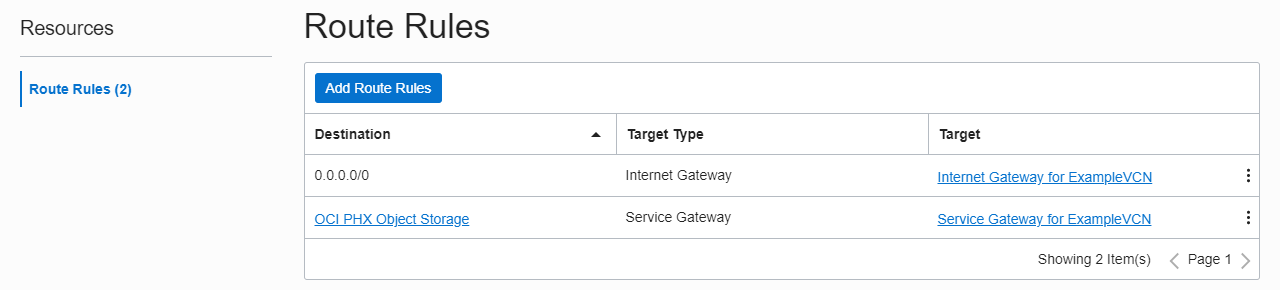 Resources
Route Rules (2)
Route Rules
Add Route Rules
Destination Target Type Target
0.0.0.0/0 Internet Gateway Internet Gateway for ExampleVCN
OCI PHX Object Storage Service Gateway Service Gateway for ExampleVCN
Showing 2 Item(s) Page 1